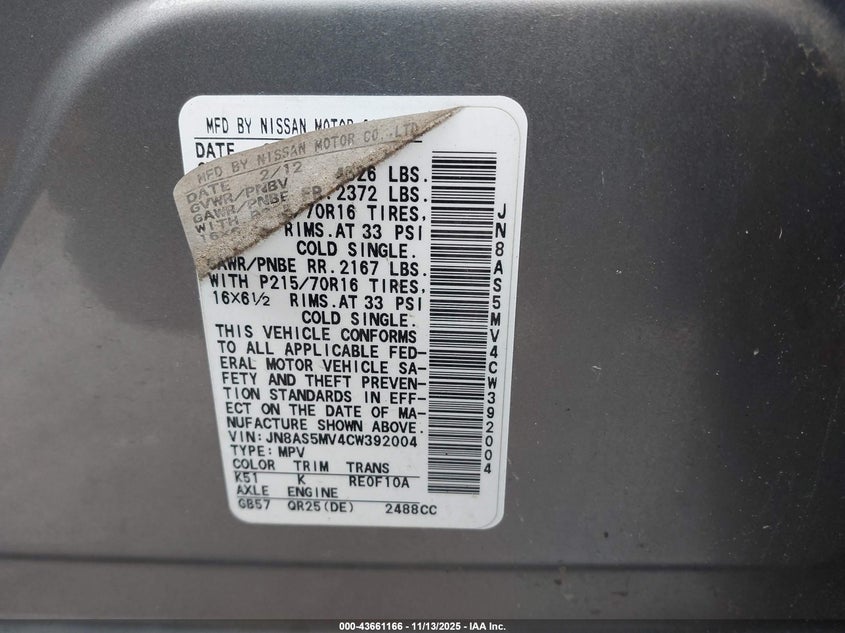 MFD BY NISSAN MOTOR
DATE
MFD BY NISSAN MOTOR CO.,LTD
DATE 2/12
GVWR/PNBV
GAWR/PNBE
WITH
LBS.
FR.2372 LBS.
70R16 TIRES,
RIMS.AT 33 PSI
COLD SINGLE.
GAWR/PNBE RR.2167 LBS.
WITH P215/70R16 TIRES,
16X6½ RIMS.AT 33 PSI
COLD SINGLE.
THIS VEHICLE CONFORMS
TO ALL APPLICABLE FED-
ERAL MOTOR VEHICLE SA-
FETY AND THEFT PREVEN-
TION STANDARDS IN EFF-
ECT ON THE DATE OF MA-
NUFACTURE SHOWN ABOVE.
VIN:JN8AS5MV4CW392004
TYPE:MPV
COLOR TRIM TRANS
K51 K RE0F10A
AXLE ENGINE
GB57 QR25(DE) 2488CC
JN8AS5MV4CW392004
000-43661166 - 11/13/2025 - IAA Inc.